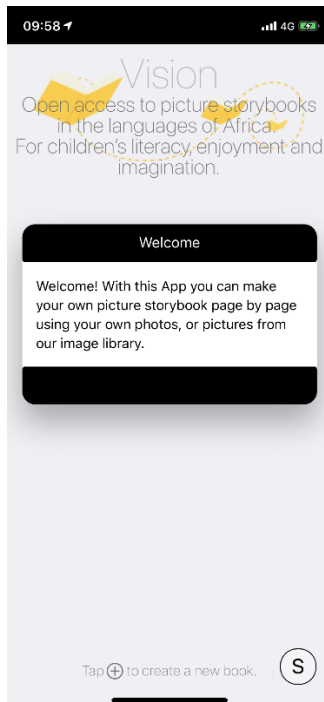 09:58
4G
Vision
Open access to picture storybooks
in the languages of Africa.
For children's literacy, enjoyment and
imagination.
Welcome
Welcome! With this App you can make
your own picture storybook page by page
using your own photos, or pictures from
our image library.
Tap + to create a new book.
S